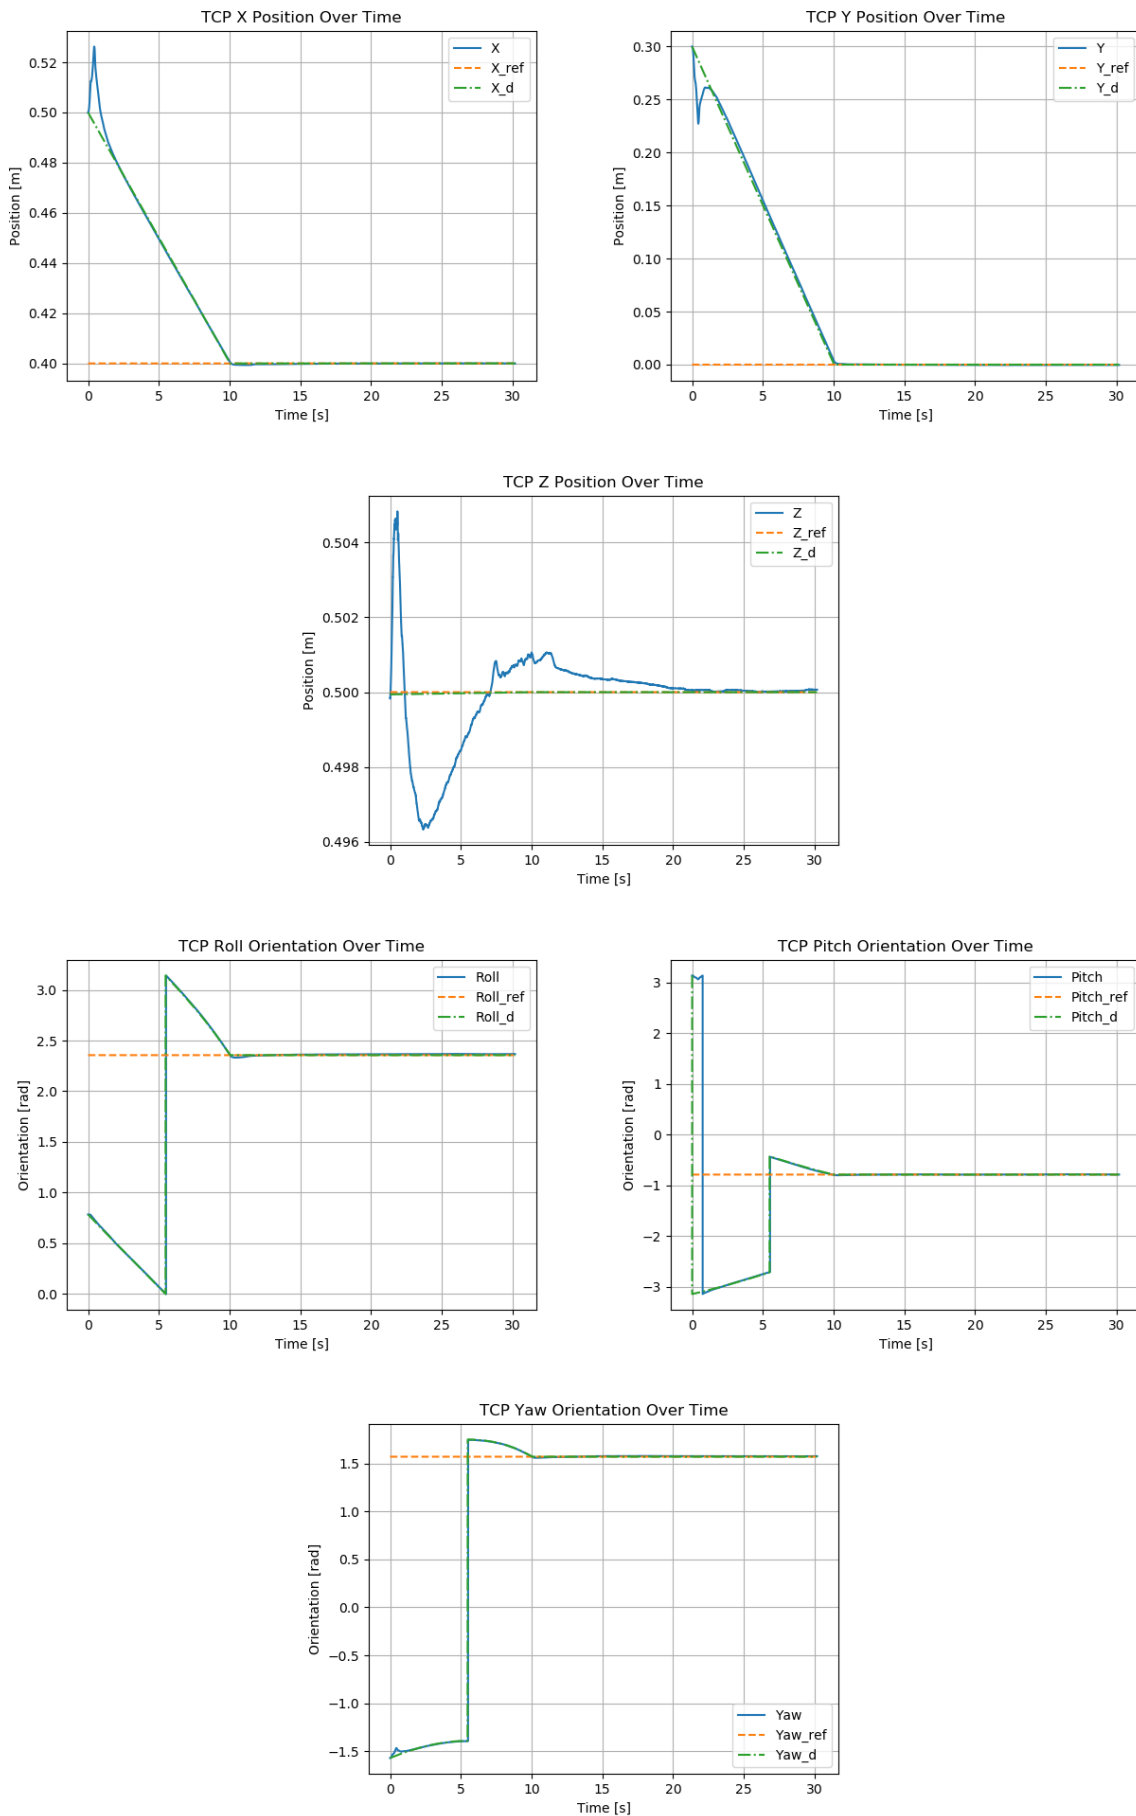 TCP X Position Over Time
Position [m]
0.52
0.50
0.48
0.46
0.44
0.42
0.40
X
X_ref
X_d
0 5 10 15 20 25 30
Time [s]
TCP Y Position Over Time
Position [m]
0.30
0.25
0.20
0.15
0.10
0.05
0.00
Y
Y_ref
Y_d
0 5 10 15 20 25 30
Time [s]
TCP Z Position Over Time
Position [m]
0.504
0.502
0.500
0.498
0.496
Z
Z_ref
Z_d
0 5 10 15 20 25 30
Time [s]
TCP Roll Orientation Over Time
Orientation [rad]
3.0
2.5
2.0
1.5
1.0
0.5
0.0
Roll
Roll_ref
Roll_d
0 5 10 15 20 25 30
Time [s]
TCP Pitch Orientation Over Time
Orientation [rad]
3
2
1
0
−1
−2
−3
Pitch
Pitch_ref
Pitch_d
0 5 10 15 20 25 30
Time [s]
TCP Yaw Orientation Over Time
Orientation [rad]
1.5
1.0
0.5
0.0
−0.5
−1.0
−1.5
Yaw
Yaw_ref
Yaw_d
0 5 10 15 20 25 30
Time [s]